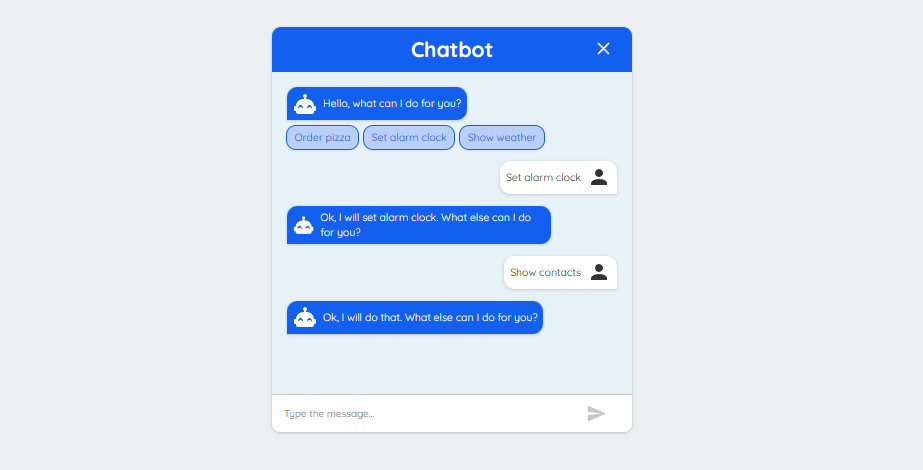 Chatbot
Hello, what can I do for you?
Order pizza
Set alarm clock
Show weather
Set alarm clock
Ok, I will set alarm clock. What else can I do
for you?
Show contacts
Ok, I will do that. What else can I do for you?
Type the message...